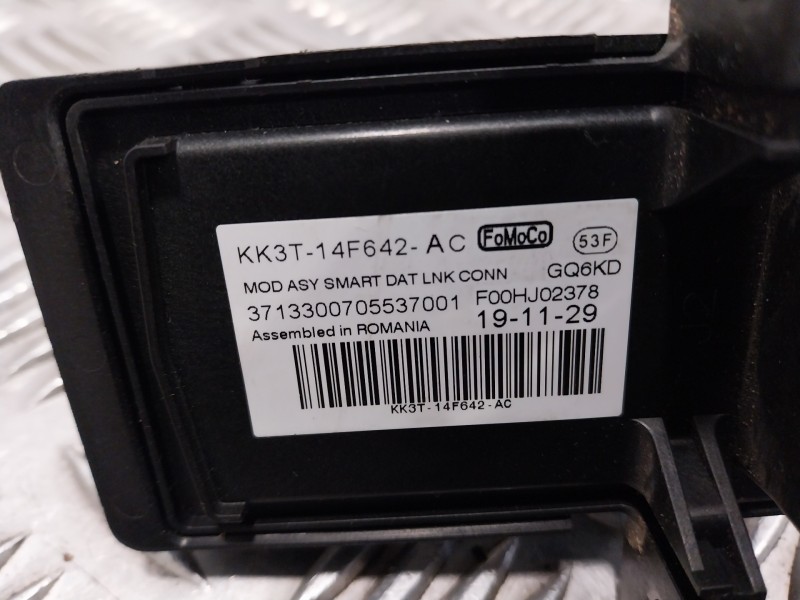 KK3T-14F642-AC FoMoCo 53F
MOD ASY SMART DAT LNK CONN GQ6KD
3713300705537001 F00HJ02378
Assembled in ROMANIA 19-11-29
KK3T-14F642-AC